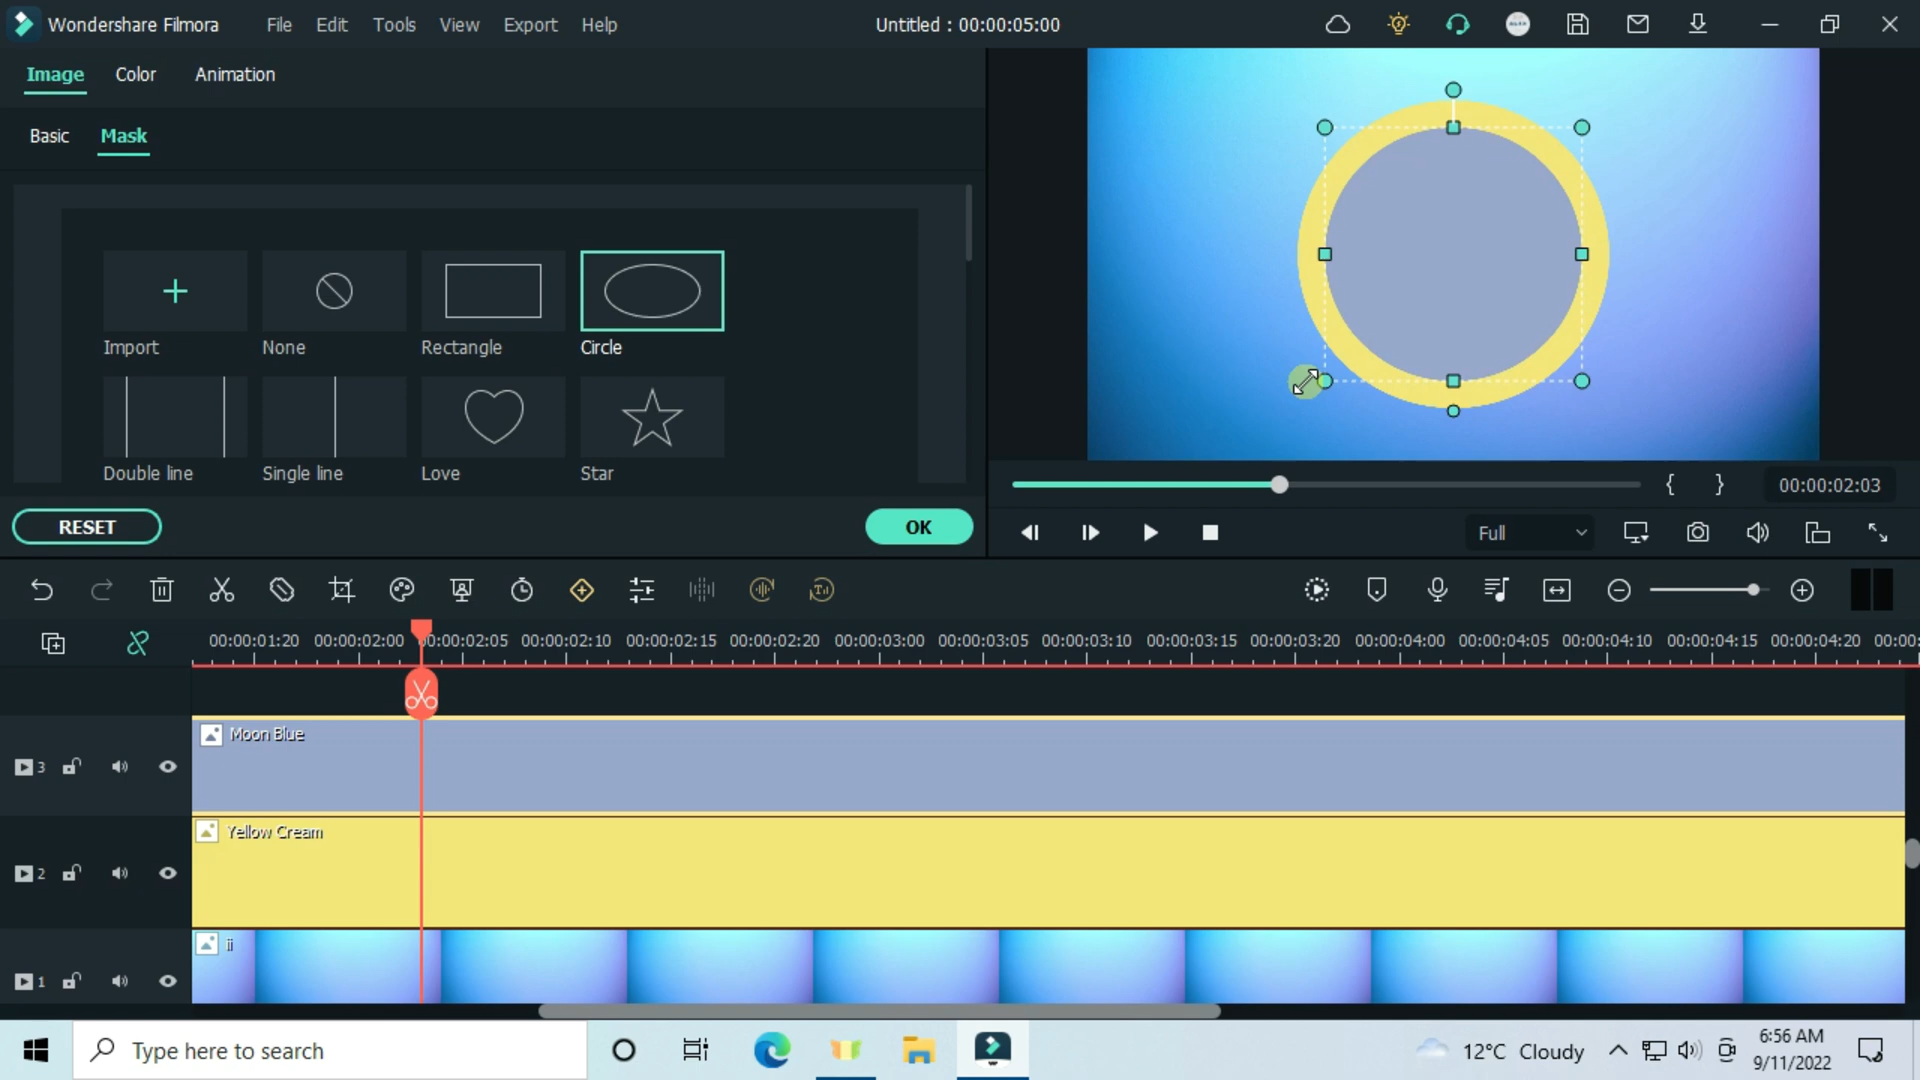 Wondershare Filmora File Edit Tools View Export Help Untitled : 00:00:05:00
Image Color Animation
Basic Mask
Import None Rectangle Circle
Double line Single line Love Star
RESET OK
{ } 00:00:02:03
Full
00:00:01:20 00:00:02:00 00:00:02:05 00:00:02:10 00:00:02:15 00:00:02:20 00:00:03:00 00:00:03:05 00:00:03:10 00:00:03:15 00:00:03:20 00:00:04:00 00:00:04:05 00:00:04:10 00:00:04:15 00:00:04:20 00:00:
Moon Blue
3
Yellow Cream
2
ii
1
Type here to search
12°C Cloudy
6:56 AM
9/11/2022